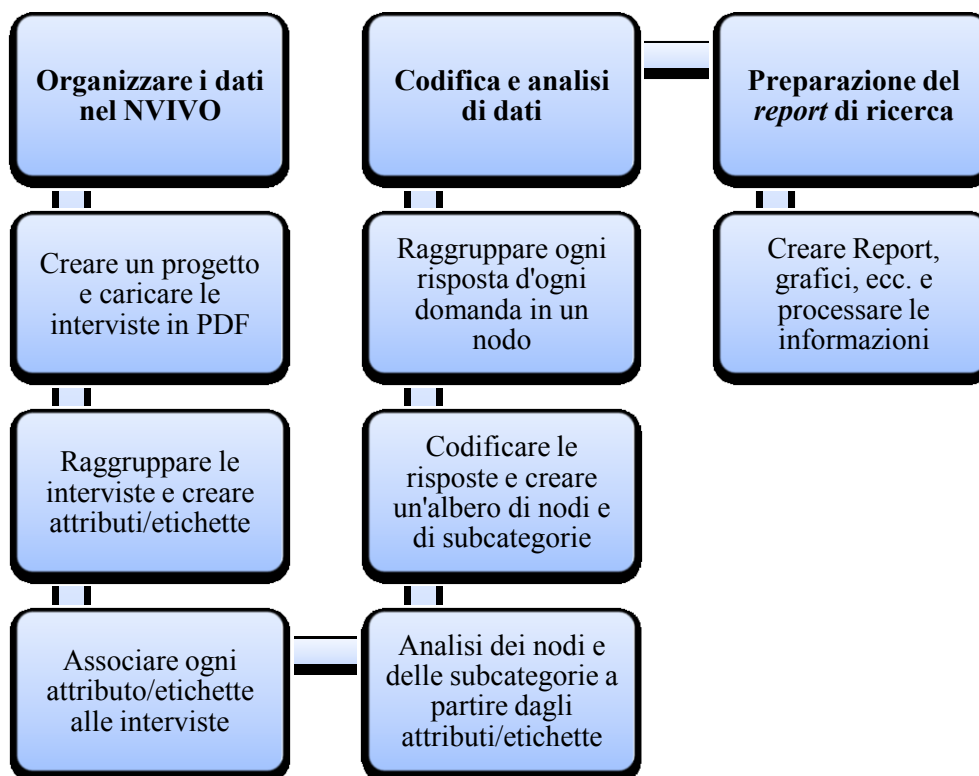 Organizzare i dati
nel NVIVO
Creare un progetto
e caricare le
interviste in PDF
Raggruppare le
interviste e creare
attributi/etichette
Associare ogni
attributo/etichette
alle interviste
Codifica e analisi
di dati
Raggruppare ogni
risposta d'ogni
domanda in un
nodo
Codificare le
risposte e creare
un'albero di nodi e
di subcategorie
Analisi dei nodi e
delle subcategorie a
partire dagli
attributi/etichette
Preparazione del
report di ricerca
Creare Report,
grafici, ecc. e
processare le
informazioni